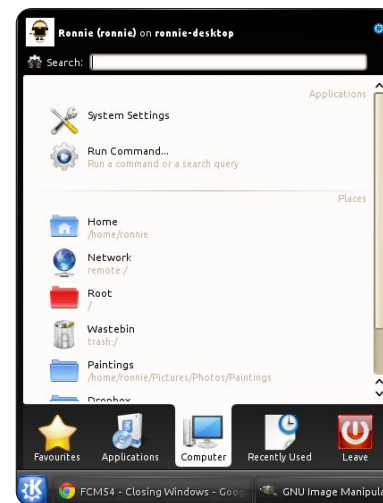 Ronnie (ronnie) on ronnie-desktop
Search:
Applications
System Settings
Run Command...
Run a command or a search query
Places
Home
/home/ronnie
Network
remote:/
Root
/
Wastebin
trash:/
Paintings
/home/ronnie/Pictures/Photos/Paintings
Dropbox
Favourites Applications Computer Recently Used Leave
FCM54 - Closing Windows - Goog GNU Image Manipul